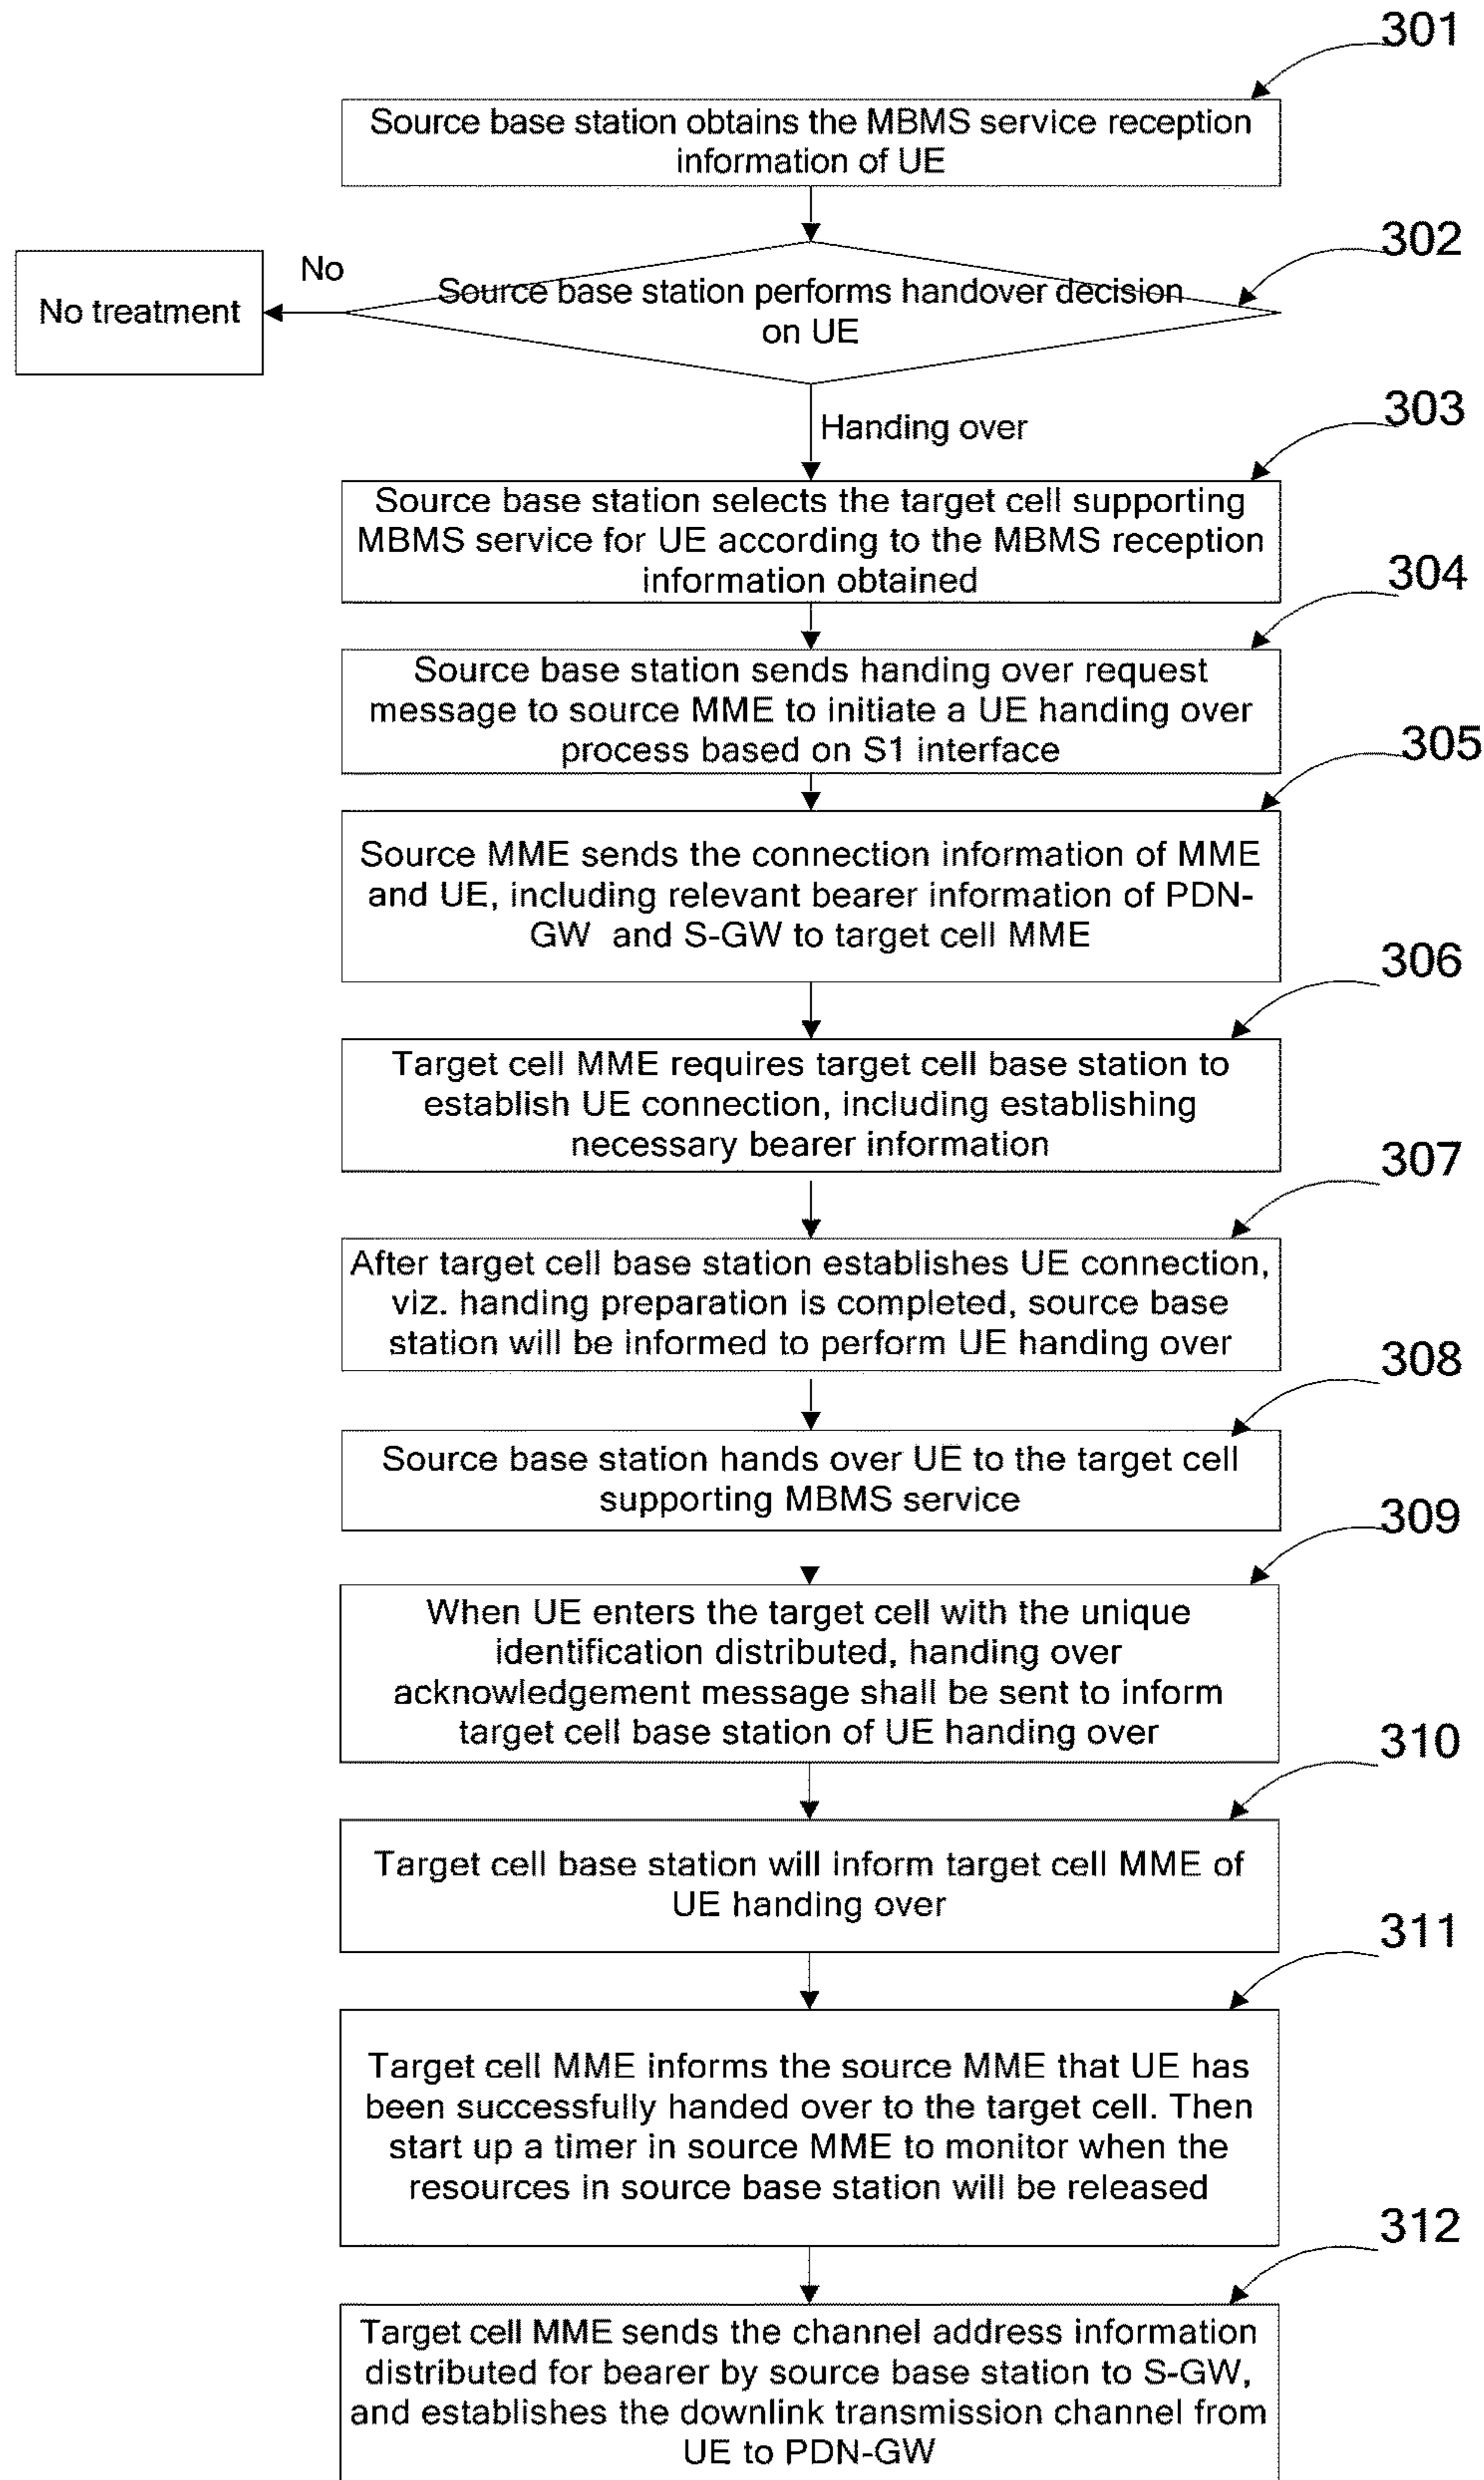 301
Source base station obtains the MBMS service reception
information of UE
302
No
No treatment
Source base station performs handover decision
on UE
Handing over
303
Source base station selects the target cell supporting
MBMS service for UE according to the MBMS reception
information obtained
304
Source base station sends handing over request
message to source MME to initiate a UE handing over
process based on S1 interface
305
Source MME sends the connection information of MME
and UE, including relevant bearer information of PDN-
GW and S-GW to target cell MME
306
Target cell MME requires target cell base station to
establish UE connection, including establishing
necessary bearer information
307
After target cell base station establishes UE connection,
viz. handing preparation is completed, source base
station will be informed to perform UE handing over
308
Source base station hands over UE to the target cell
supporting MBMS service
309
When UE enters the target cell with the unique
identification distributed, handing over
acknowledgement message shall be sent to inform
target cell base station of UE handing over
310
Target cell base station will inform target cell MME of
UE handing over
311
Target cell MME informs the source MME that UE has
been successfully handed over to the target cell. Then
start up a timer in source MME to monitor when the
resources in source base station will be released
312
Target cell MME sends the channel address information
distributed for bearer by source base station to S-GW,
and establishes the downlink transmission channel from
UE to PDN-GW